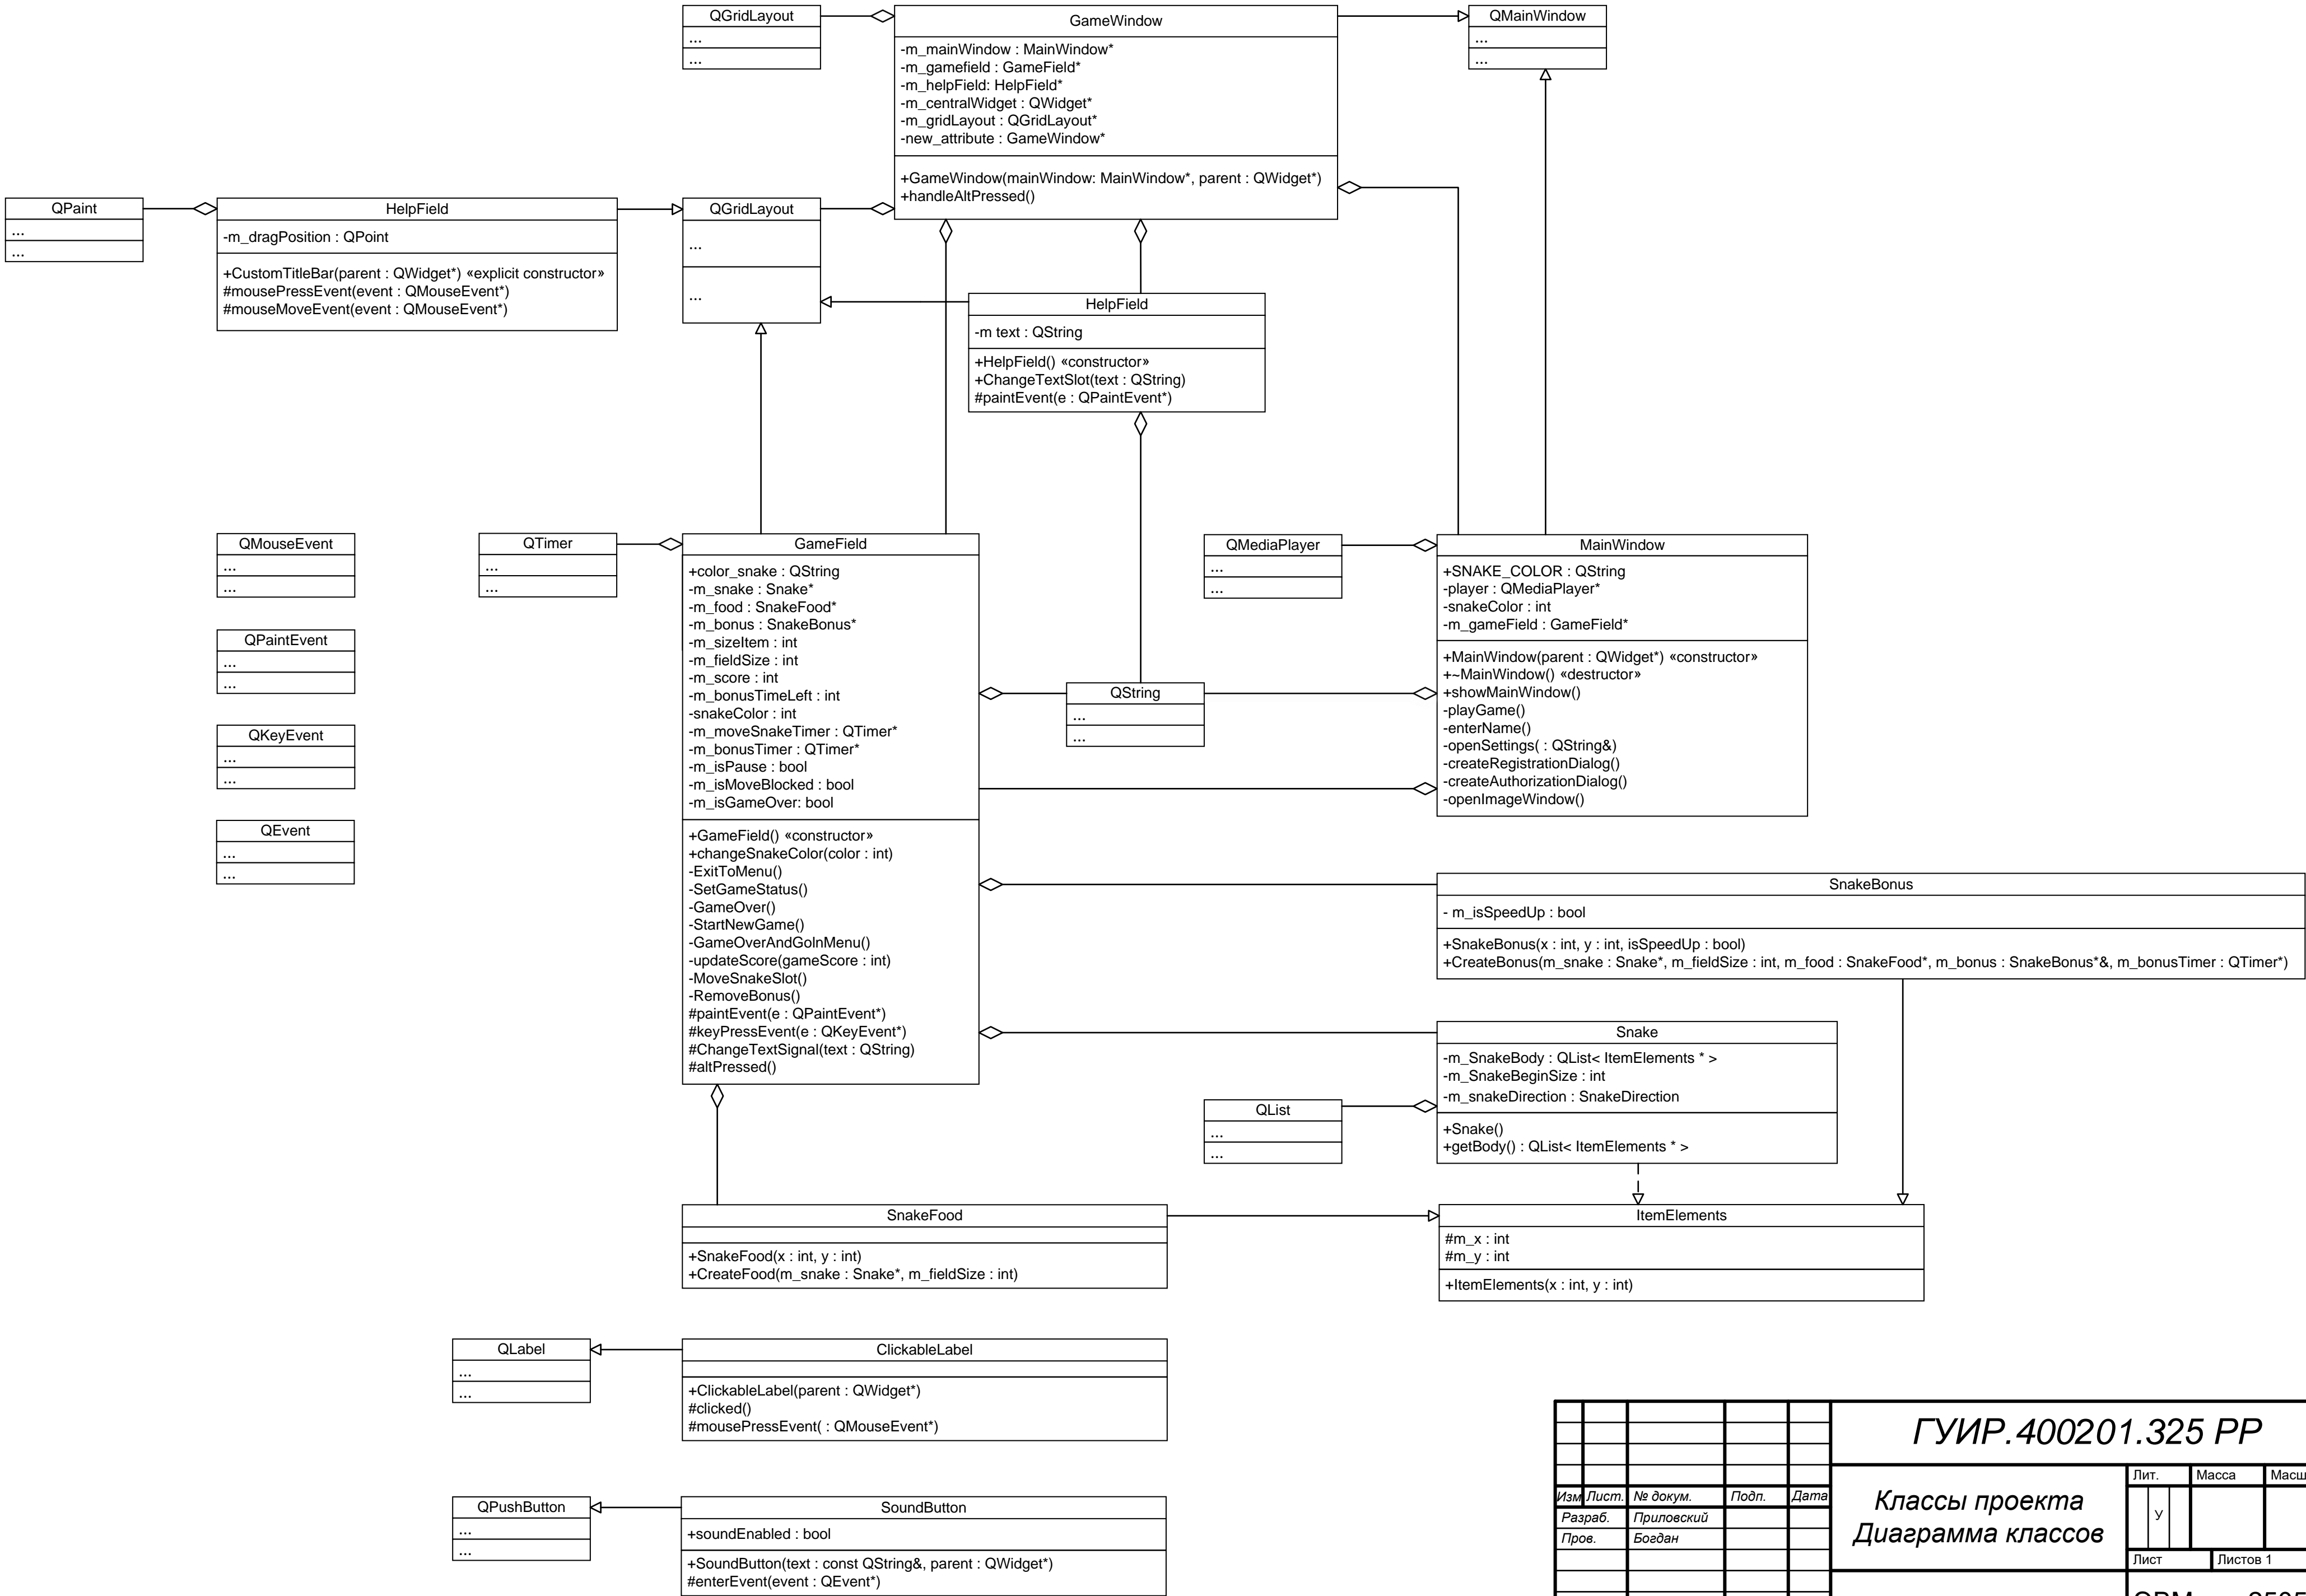 QGridLayout
...
...
GameWindow
-m_mainWindow : MainWindow*
-m_gamefield : GameField*
-m_helpField: HelpField*
-m_centralWidget : QWidget*
-m_gridLayout : QGridLayout*
-new_attribute : GameWindow*
+GameWindow(mainWindow: MainWindow*, parent : QWidget*)
+handleAltPressed()
QMainWindow
...
...
QPaint
...
...
HelpField
-m_dragPosition : QPoint
+CustomTitleBar(parent : QWidget*) «explicit constructor»
#mousePressEvent(event : QMouseEvent*)
#mouseMoveEvent(event : QMouseEvent*)
QGridLayout
...
...
HelpField
-m text : QString
+HelpField() «constructor»
+ChangeTextSlot(text : QString)
#paintEvent(e : QPaintEvent*)
QMouseEvent
...
...
QPaintEvent
...
...
QKeyEvent
...
...
QEvent
...
...
QTimer
...
...
GameField
+color_snake : QString
-m_snake : Snake*
-m_food : SnakeFood*
-m_bonus : SnakeBonus*
-m_sizeItem : int
-m_fieldSize : int
-m_score : int
-m_bonusTimeLeft : int
-snakeColor : int
-m_moveSnakeTimer : QTimer*
-m_bonusTimer : QTimer*
-m_isPause : bool
-m_isMoveBlocked : bool
-m_isGameOver: bool
+GameField() «constructor»
+changeSnakeColor(color : int)
-ExitToMenu()
-SetGameStatus()
-GameOver()
-StartNewGame()
-GameOverAndGoInMenu()
-updateScore(gameScore : int)
-MoveSnakeSlot()
-RemoveBonus()
#paintEvent(e : QPaintEvent*)
#keyPressEvent(e : QKeyEvent*)
#ChangeTextSignal(text : QString)
#altPressed()
QString
...
...
QMediaPlayer
...
...
MainWindow
+SNAKE_COLOR : QString
-player : QMediaPlayer*
-snakeColor : int
-m_gameField : GameField*
+MainWindow(parent : QWidget*) «constructor»
+~MainWindow() «destructor»
+showMainWindow()
-playGame()
-enterName()
-openSettings( : QString&)
-createRegistrationDialog()
-createAuthorizationDialog()
-openImageWindow()
SnakeBonus
- m_isSpeedUp : bool
+SnakeBonus(x : int, y : int, isSpeedUp : bool)
+CreateBonus(m_snake : Snake*, m_fieldSize : int, m_food : SnakeFood*, m_bonus : SnakeBonus*&, m_bonusTimer : QTimer*)
Snake
-m_SnakeBody : QList< ItemElements * >
-m_SnakeBeginSize : int
-m_snakeDirection : SnakeDirection
+Snake()
+getBody() : QList< ItemElements * >
QList
...
...
SnakeFood
+SnakeFood(x : int, y : int)
+CreateFood(m_snake : Snake*, m_fieldSize : int)
ItemElements
#m_x : int
#m_y : int
+ItemElements(x : int, y : int)
QLabel
...
...
ClickableLabel
+ClickableLabel(parent : QWidget*)
#clicked()
#mousePressEvent( : QMouseEvent*)
QPushButton
...
...
SoundButton
+soundEnabled : bool
+SoundButton(text : const QString&, parent : QWidget*)
#enterEvent(event : QEvent*)
ГУИР.400201.325 РР
Изм Лист. № докум. Подп. Дата
Разраб. Приловский
Пров. Богдан
Классы проекта
Диаграмма классов
Лит. Масса
У
Лист Листов 1